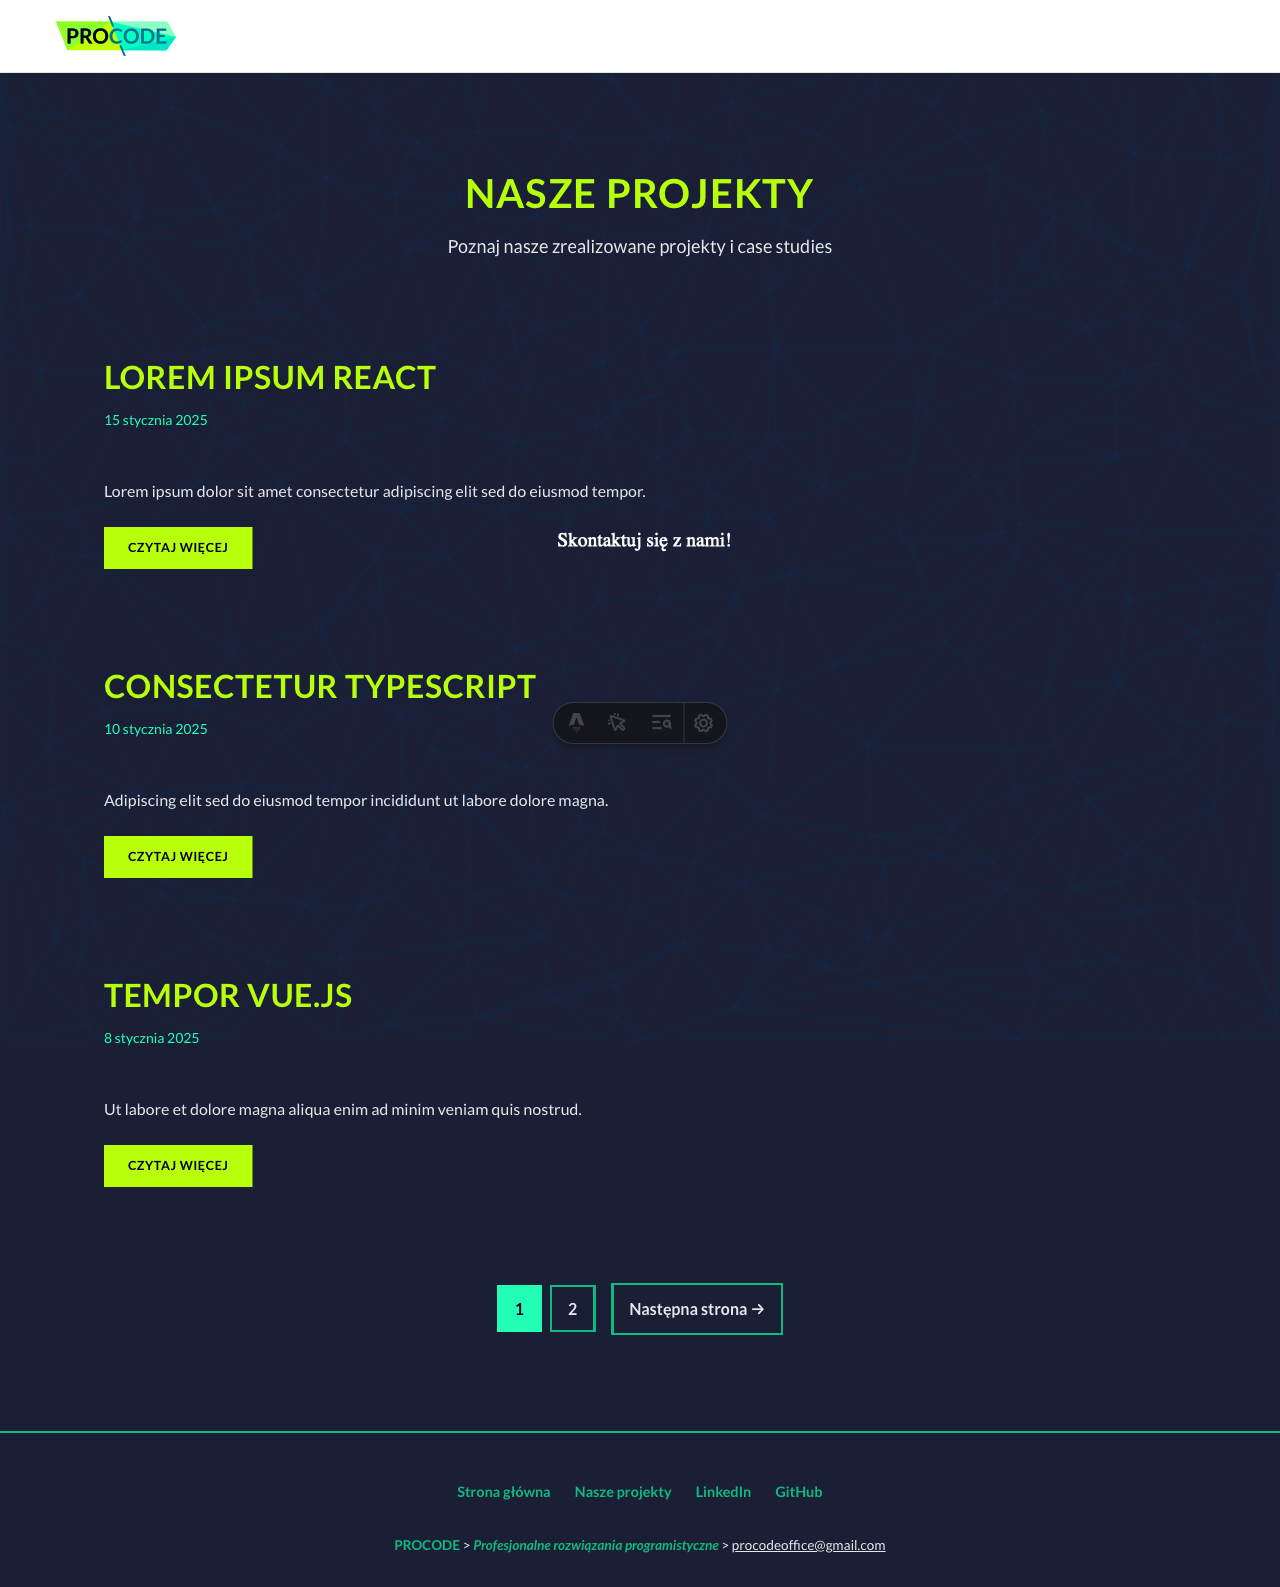 PROCODE
NASZE PROJEKTY
Poznaj nasze zrealizowane projekty i case studies
LOREM IPSUM REACT
15 stycznia 2025
Lorem ipsum dolor sit amet consectetur adipiscing elit sed do eiusmod tempor.
CZYTAJ WIĘCEJ
Skontaktuj się z nami!
CONSECTETUR TYPESCRIPT
10 stycznia 2025
Adipiscing elit sed do eiusmod tempor incididunt ut labore dolore magna.
CZYTAJ WIĘCEJ
TEMPOR VUE.JS
8 stycznia 2025
Ut labore et dolore magna aliqua enim ad minim veniam quis nostrud.
CZYTAJ WIĘCEJ
1 2 Następna strona →
Strona główna Nasze projekty LinkedIn GitHub
PROCODE > Profesjonalne rozwiązania programistyczne > procodeoffice@gmail.com